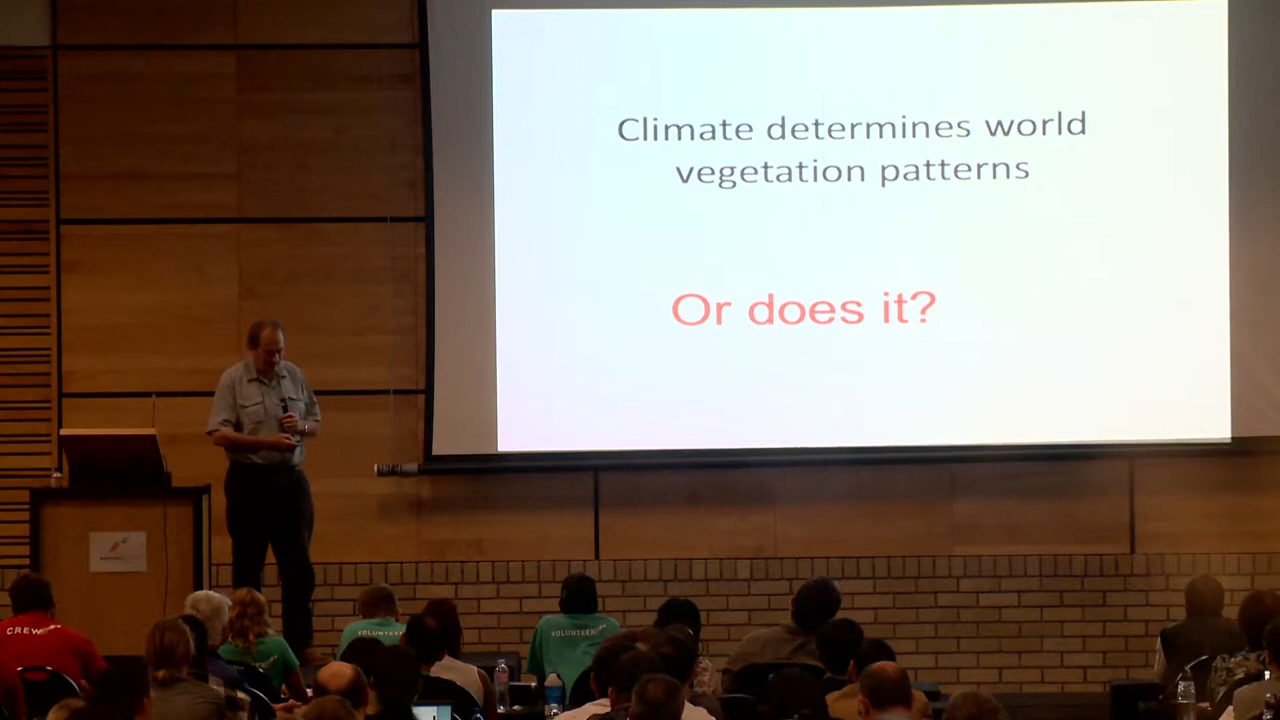 Climate determines world
vegetation patterns
Or does it?
CREW
VOLUNTEER
VOLUNTEER